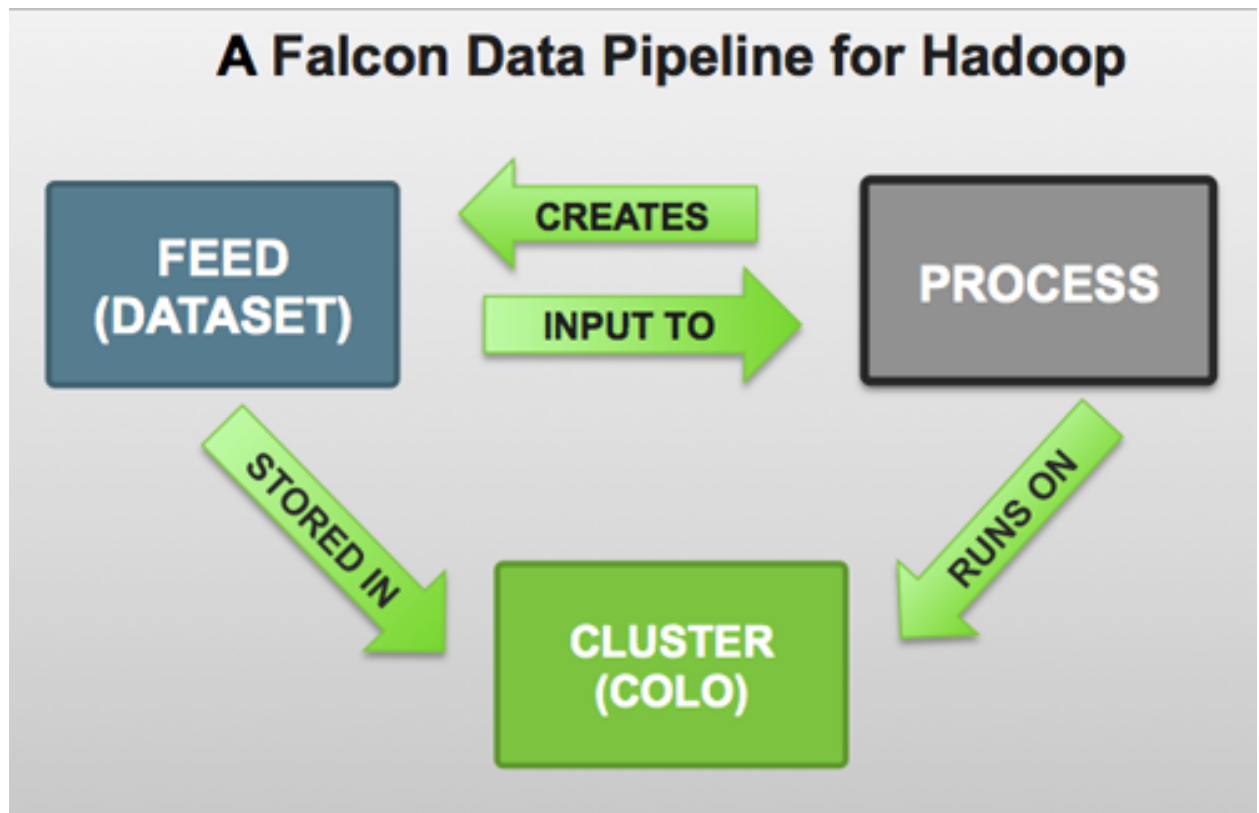 A Falcon Data Pipeline for Hadoop
FEED
(DATASET)
CREATES
INPUT TO
PROCESS
STORED IN
RUNS ON
CLUSTER
(COLO)